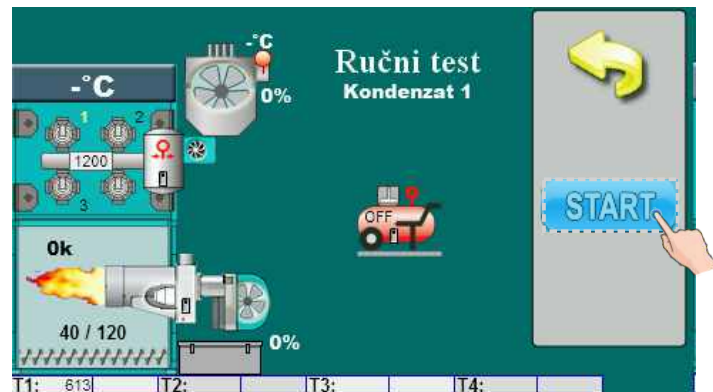 -°C
Ručni test
-°C
0%
Kondenzat 1
1 2
1200
3
OFF
START
0k
40 / 120
0%
T1: 613 T2: T3: T4: